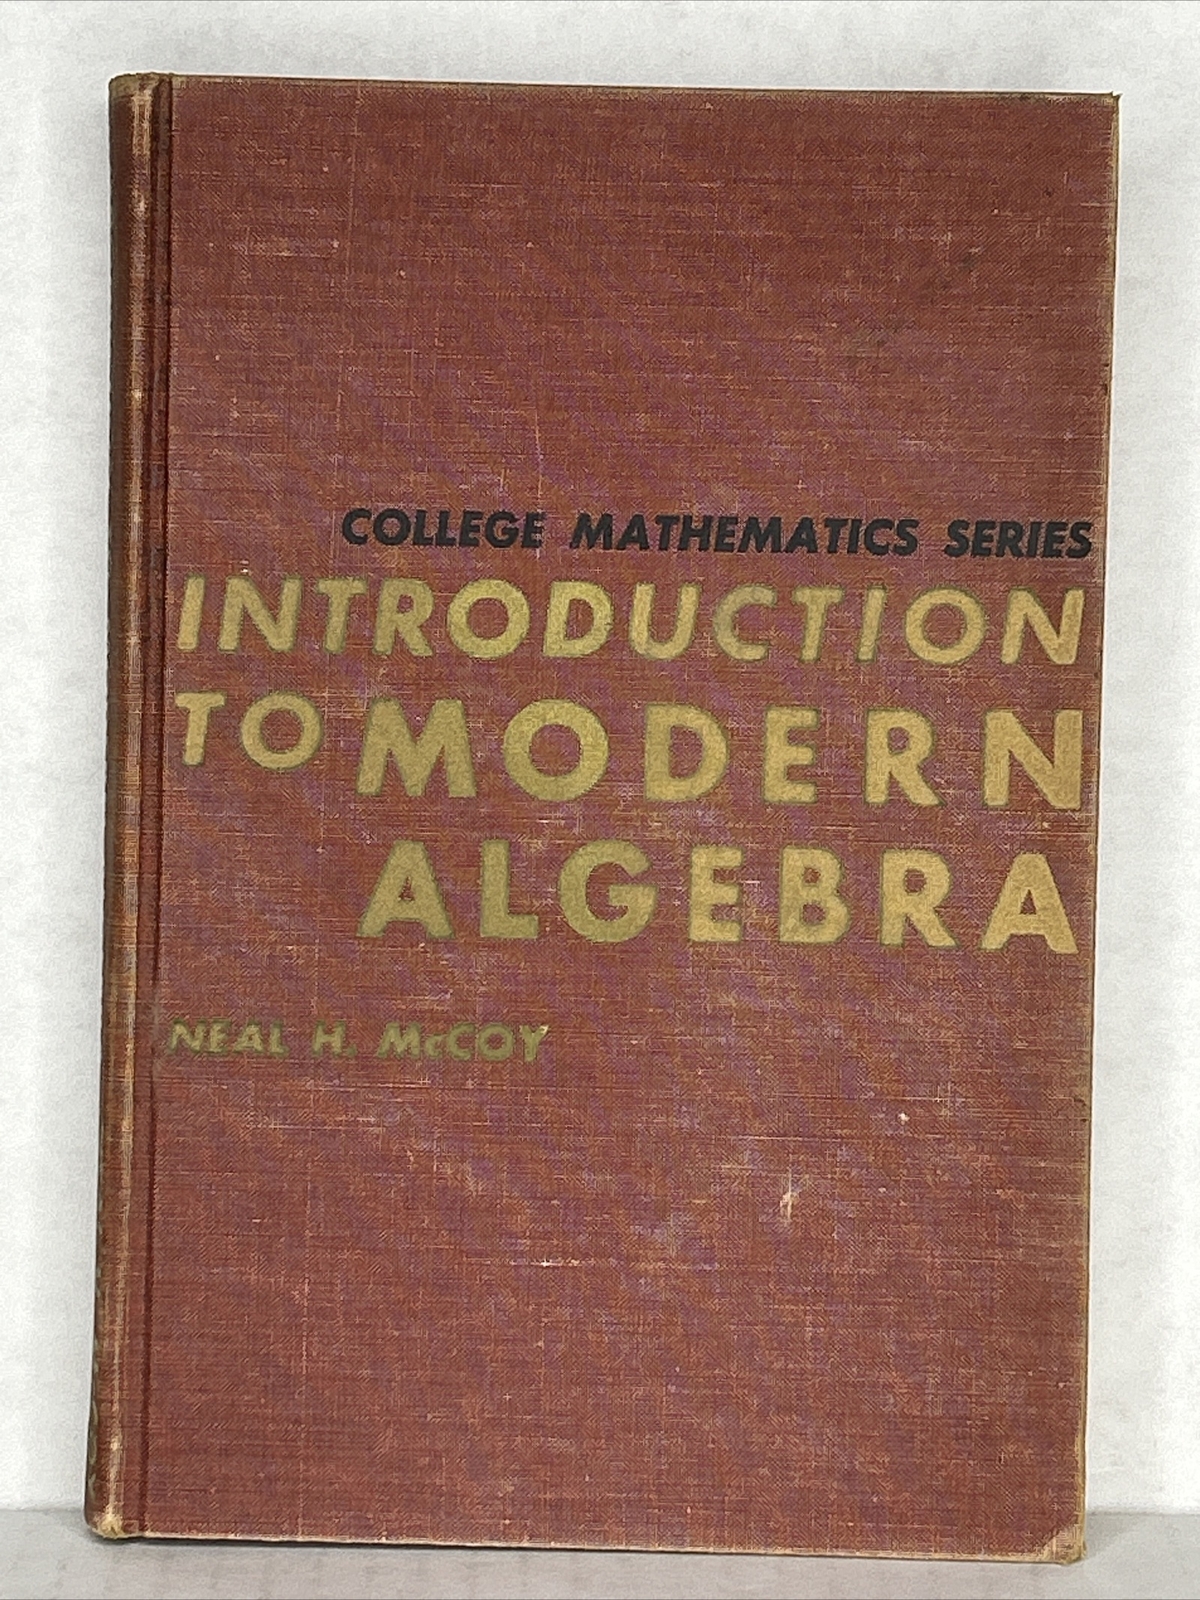 COLLEGE MATHEMATICS SERIES
INTRODUCTION
TO MODERN
ALGEBRA
NEAL H. McCOY